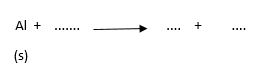 Al + ....... ⟶ .... + ....
(s)